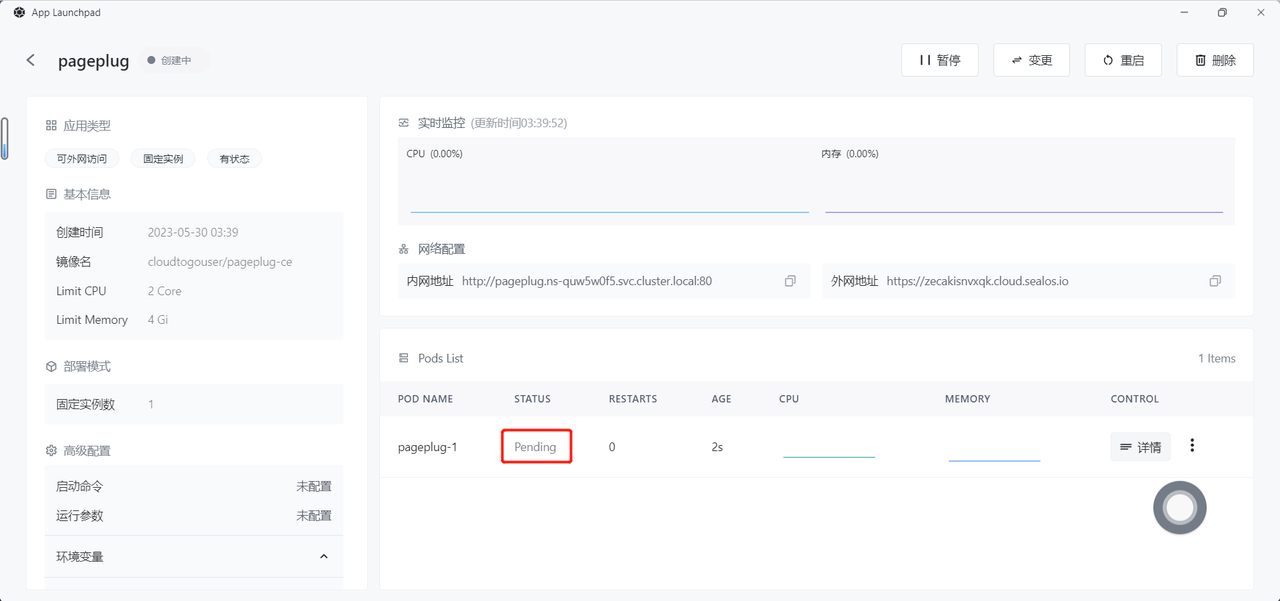 App Launchpad
pageplug 创建中 暂停 变更 重启 删除
应用类型
可外网访问 固定实例 有状态
基本信息
创建时间 2023-05-30 03:39
镜像名 cloudtogouser/pageplug-ce
Limit CPU 2 Core
Limit Memory 4 Gi
部署模式
固定实例数 1
高级配置
启动命令 未配置
运行参数 未配置
环境变量
实时监控 (更新时间03:39:52)
CPU (0.00%) 内存 (0.00%)
网络配置
内网地址 http://pageplug.ns-quw5w0f5.svc.cluster.local:80 外网地址 https://zecakisnvxqk.cloud.sealos.io
Pods List 1 Items
POD NAME STATUS RESTARTS AGE CPU MEMORY CONTROL
pageplug-1 Pending 0 2s 详情